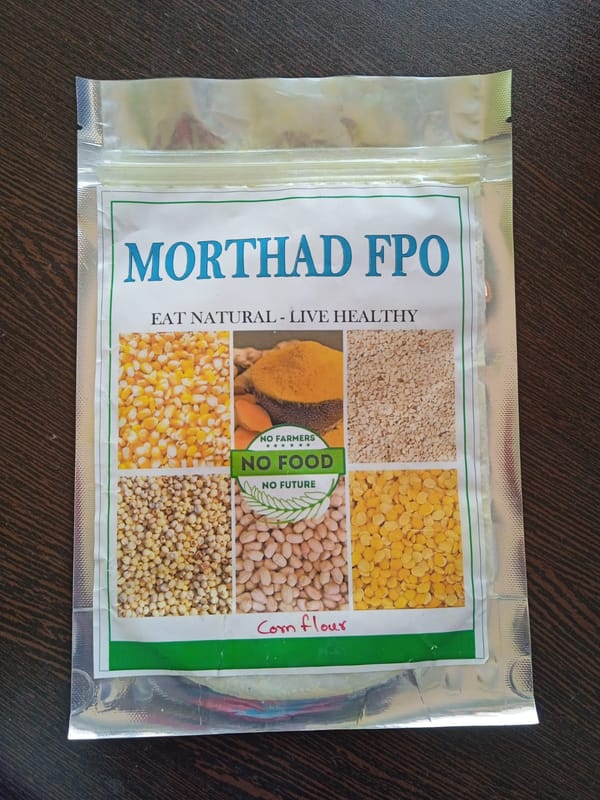 MORTHAD FPO
EAT NATURAL - LIVE HEALTHY
NO FARMERS
NO FOOD
NO FUTURE
Corn flour